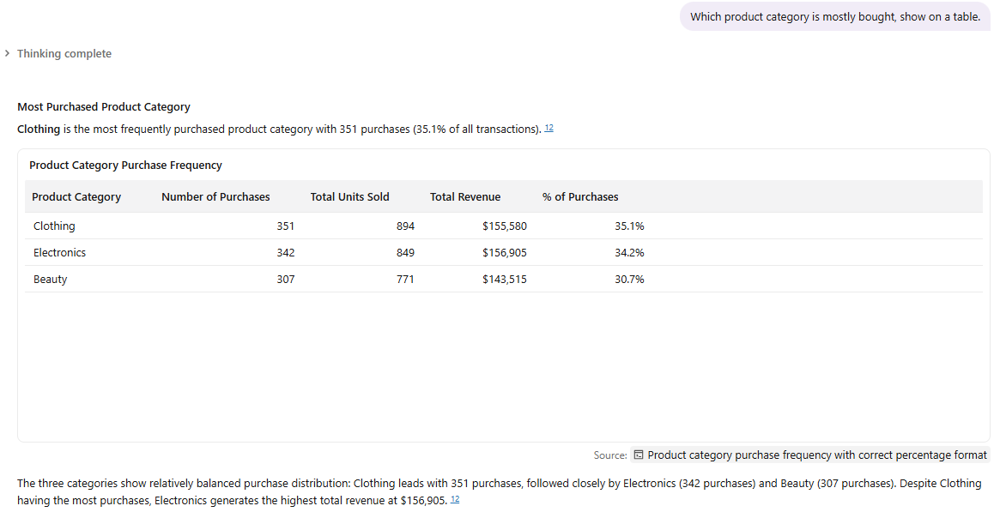 Which product category is mostly bought, show on a table.
Thinking complete
Most Purchased Product Category
Clothing is the most frequently purchased product category with 351 purchases (35.1% of all transactions). 12
Product Category Purchase Frequency
Product Category Number of Purchases Total Units Sold Total Revenue % of Purchases
Clothing 351 894 $155,580 35.1%
Electronics 342 849 $156,905 34.2%
Beauty 307 771 $143,515 30.7%
Source: Product category purchase frequency with correct percentage format
The three categories show relatively balanced purchase distribution: Clothing leads with 351 purchases, followed closely by Electronics (342 purchases) and Beauty (307 purchases). Despite Clothing
having the most purchases, Electronics generates the highest total revenue at $156,905. 12